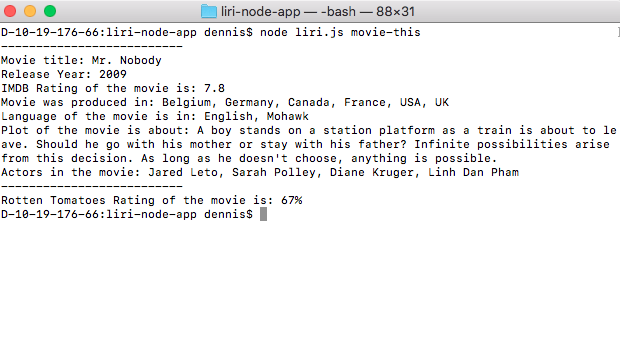 liri-node-app — -bash — 88×31
D-10-19-176-66:liri-node-app dennis$ node liri.js movie-this
--------------------------
Movie title: Mr. Nobody
Release Year: 2009
IMDB Rating of the movie is: 7.8
Movie was produced in: Belgium, Germany, Canada, France, USA, UK
Language of the movie is in: English, Mohawk
Plot of the movie is about: A boy stands on a station platform as a train is about to le
ave. Should he go with his mother or stay with his father? Infinite possibilities arise
from this decision. As long as he doesn't choose, anything is possible.
Actors in the movie: Jared Leto, Sarah Polley, Diane Kruger, Linh Dan Pham
--------------------------
Rotten Tomatoes Rating of the movie is: 67%
D-10-19-176-66:liri-node-app dennis$